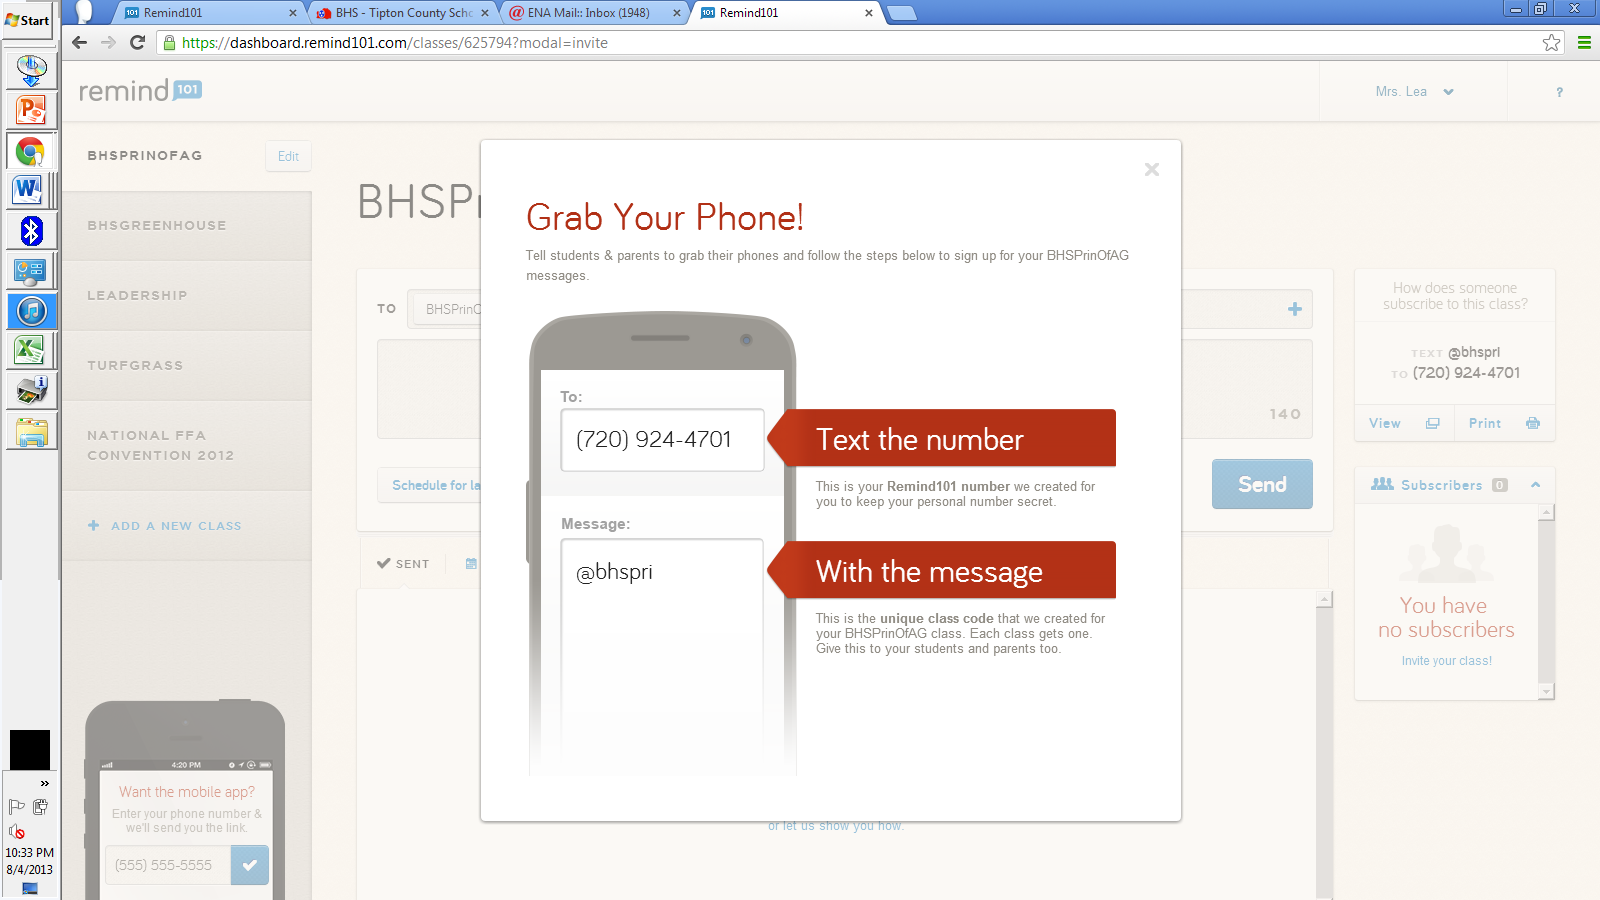 Start
Remind101
BHS - Tipton County Scho
ENA Mail:: Inbox (1948)
Remind101
https://dashboard.remind101.com/classes/625794?modal=invite
remind 101
Mrs. Lea
?
BHSPRINOFAG
Edit
BHSGREENHOUSE
LEADERSHIP
TURFGRASS
NATIONAL FFA
CONVENTION 2012
+ ADD A NEW CLASS
4:20 PM
Want the mobile app?
Enter your phone number &
we'll send you the link.
(555) 555-5555
BHSPr
TO
BHSPrinO
140
Schedule for la
Send
SENT
or let us show you how.
Grab Your Phone!
Tell students & parents to grab their phones and follow the steps below to sign up for your BHSPrinOfAG
messages.
To:
(720) 924-4701
Text the number
This is your Remind101 number we created for
you to keep your personal number secret.
Message:
@bhspri
With the message
This is the unique class code that we created for
your BHSPrinOfAG class. Each class gets one.
Give this to your students and parents too.
How does someone
subscribe to this class?
TEXT @bhspri
TO (720) 924-4701
View
Print
Subscribers 0
You have
no subscribers
Invite your class!
10:33 PM
8/4/2013